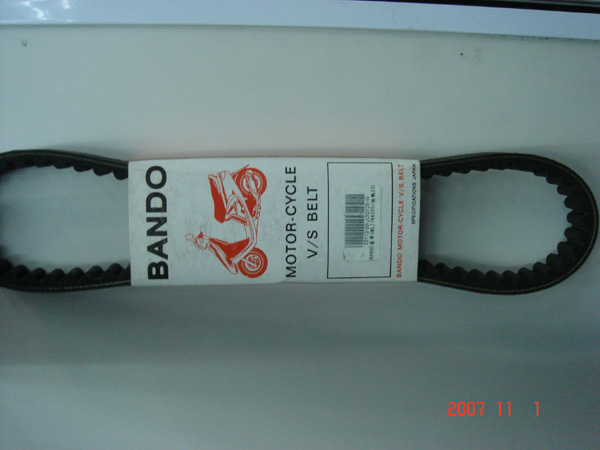 BANDO
MOTOR-CYCLE
V/S BELT
BANDO MOTOR-CYCLE V/S BELT
SPECIFICATIONS JAPAN
2007 11 1